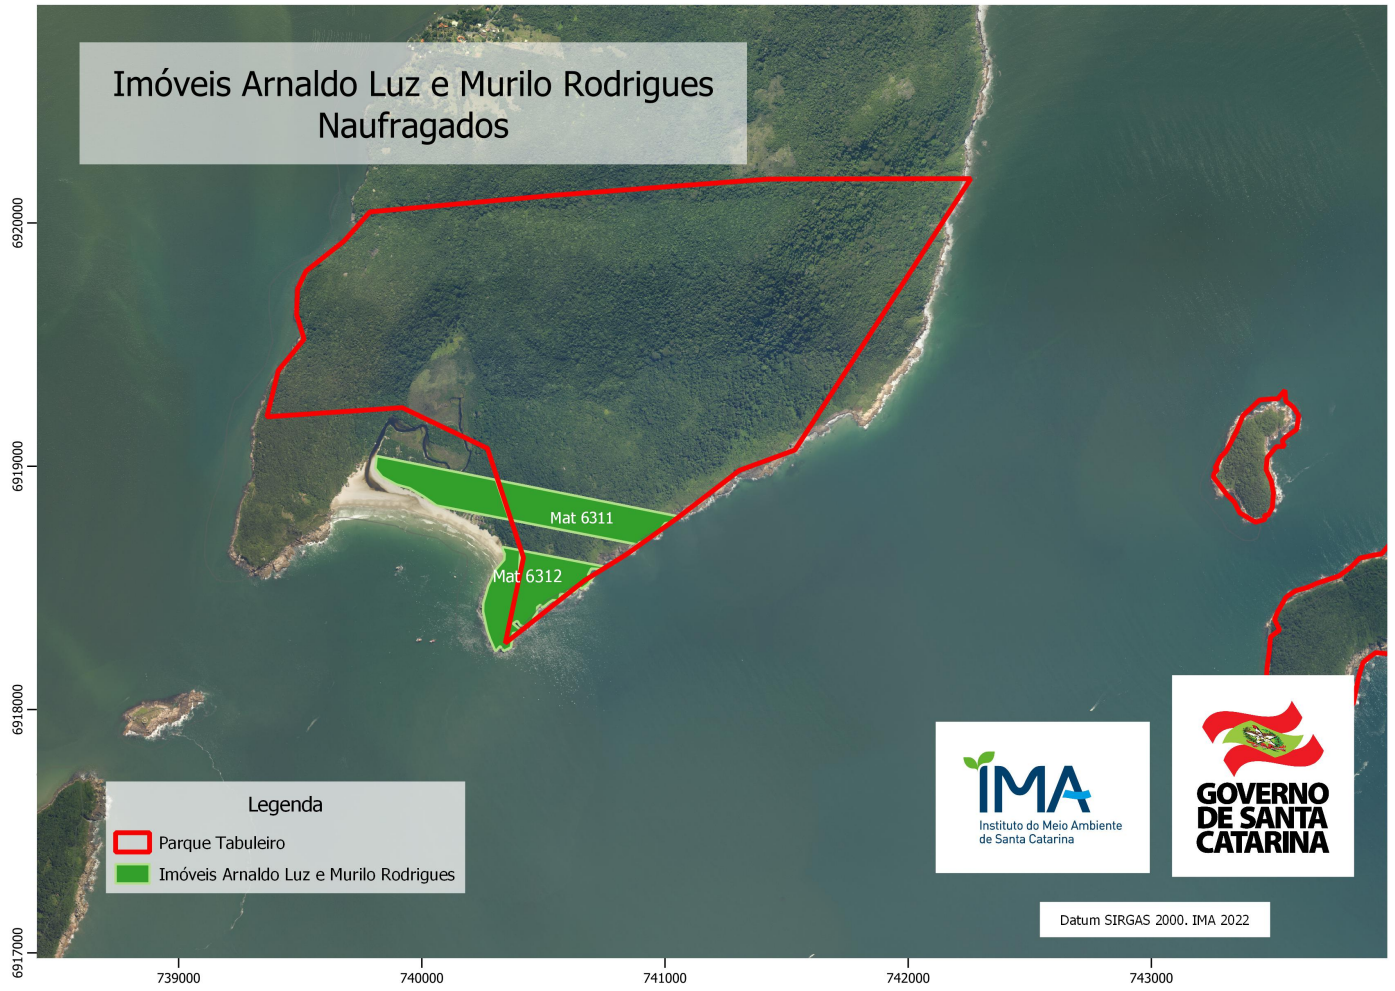 Imóveis Arnaldo Luz e Murilo Rodrigues
Naufragados
6920000
6919000
6918000
6917000
Mat 6311
Mat 6312
Legenda
Parque Tabuleiro
Imóveis Arnaldo Luz e Murilo Rodrigues
IMA
Instituto do Meio Ambiente
de Santa Catarina
GOVERNO
DE SANTA
CATARINA
Datum SIRGAS 2000. IMA 2022
739000
740000
741000
742000
743000